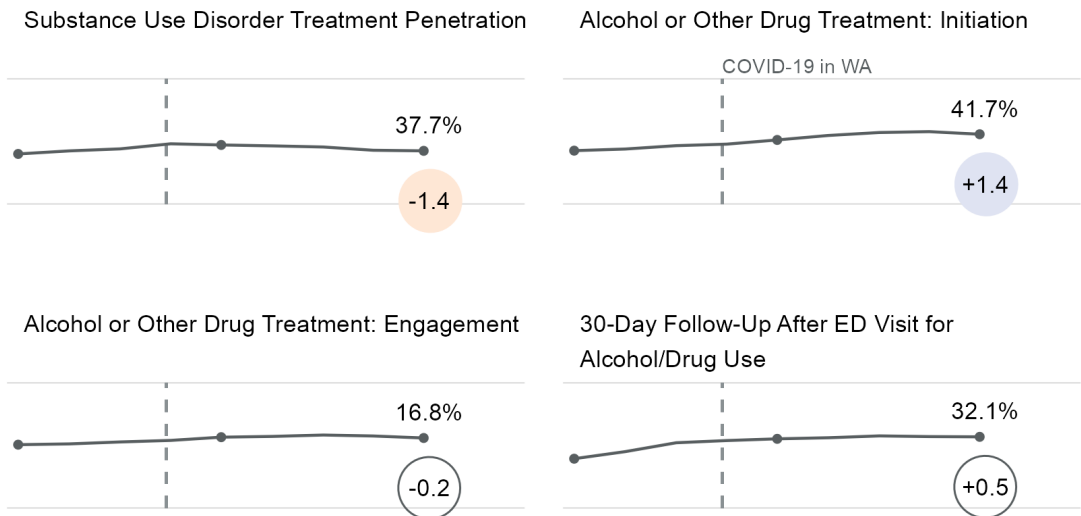 Substance Use Disorder Treatment Penetration
37.7%
-1.4
Alcohol or Other Drug Treatment: Initiation
COVID-19 in WA
41.7%
+1.4
Alcohol or Other Drug Treatment: Engagement
16.8%
-0.2
30-Day Follow-Up After ED Visit for
Alcohol/Drug Use
32.1%
+0.5